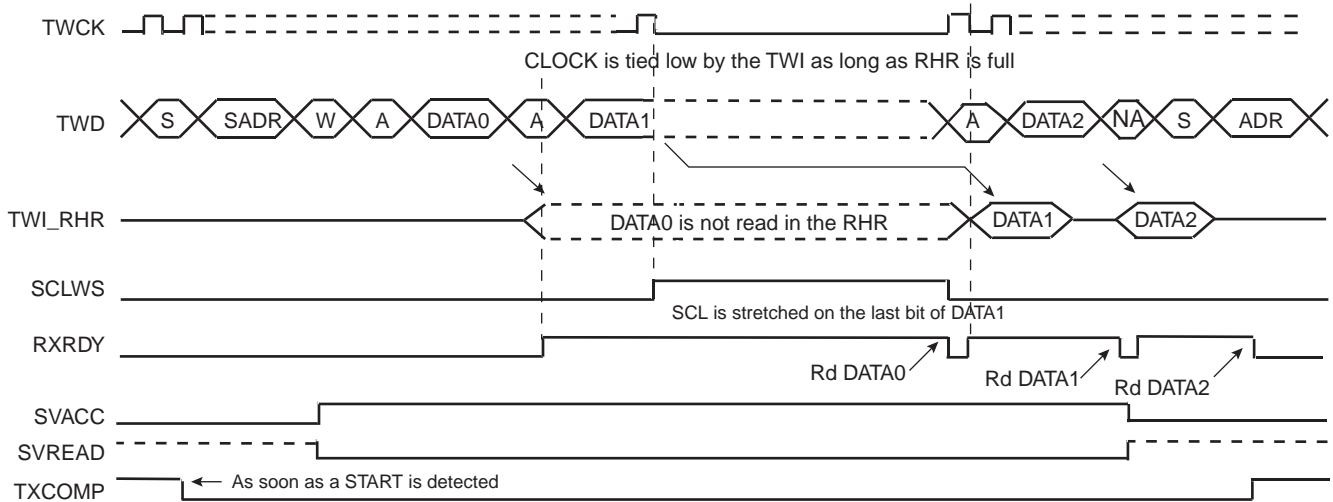 TWCK
CLOCK is tied low by the TWI as long as RHR is full
TWD S SADR W A DATA0 A DATA1 A DATA2 NA S ADR
TWI_RHR DATA0 is not read in the RHR DATA1 DATA2
SCLWS
SCL is stretched on the last bit of DATA1
RXRDY
Rd DATA0 Rd DATA1 Rd DATA2
SVACC
SVREAD
TXCOMP As soon as a START is detected